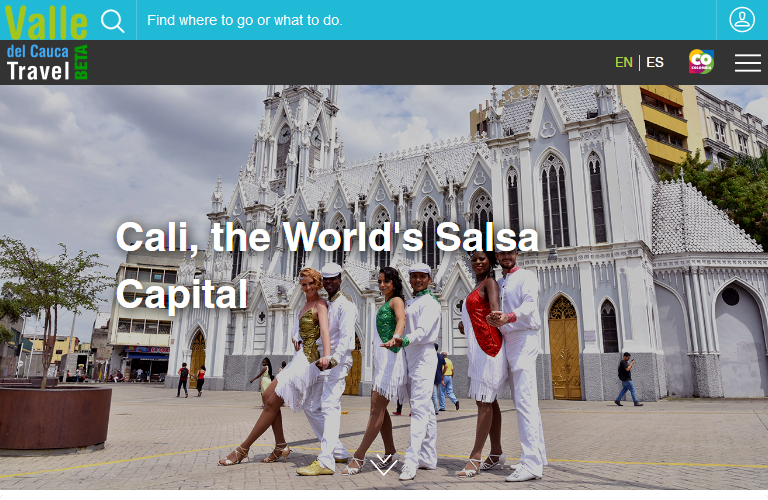 Valle
del Cauca
Travel
BETA
Find where to go or what to do.
EN | ES
CO
COLOMBIA
Cali, the World's Salsa
Capital